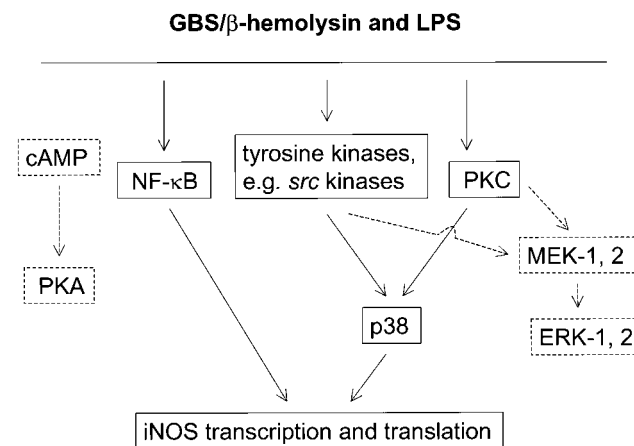 GBS/β-hemolysin and LPS
cAMP
NF-κB
tyrosine kinases,
e.g. src kinases
PKC
PKA
MEK-1, 2
p38
ERK-1, 2
iNOS transcription and translation